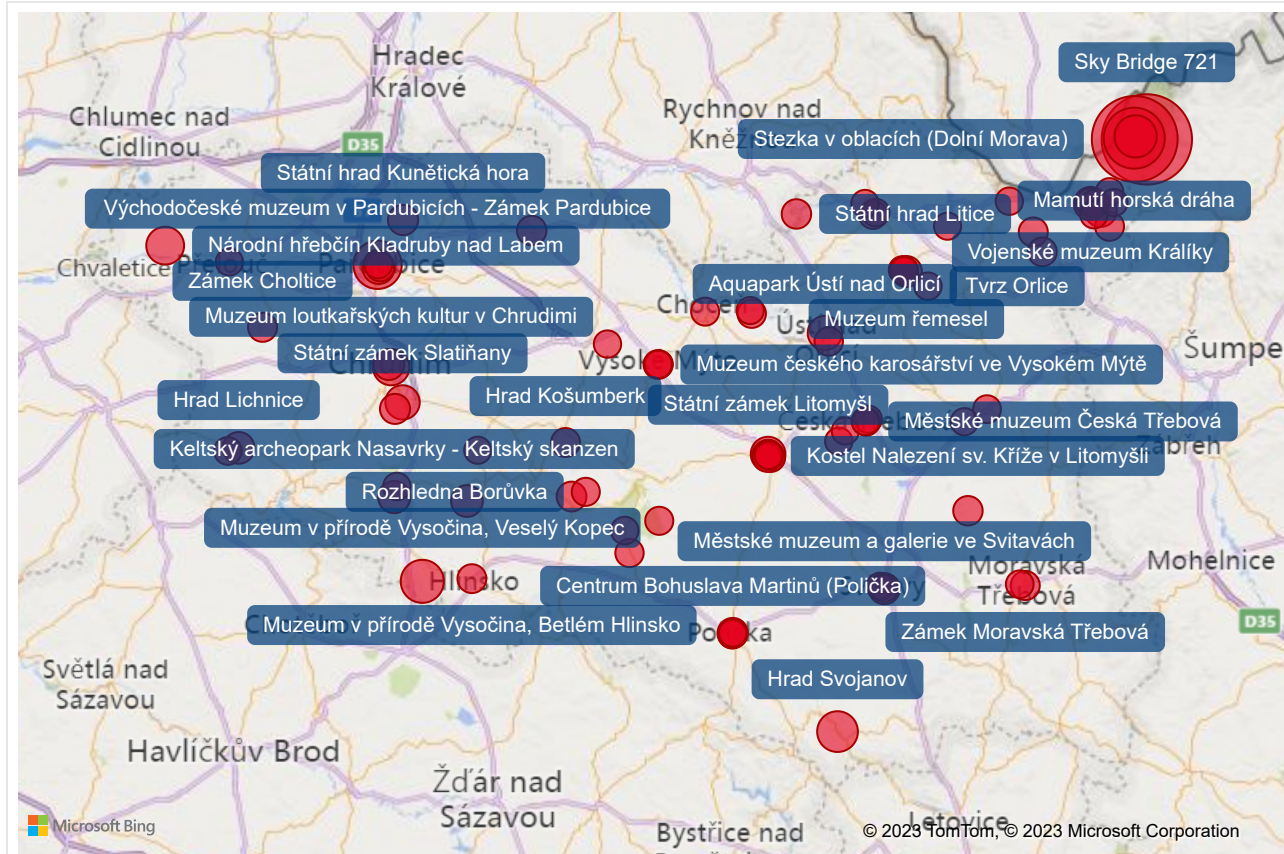 Hradec
Králové
Sky Bridge 721
Chlumec nad
Cidlinou
Rychnov nad
D35
Stezka v oblacích (Dolní Morava)
Státní hrad Kunětická hora
Východočeské muzeum v Pardubicích - Zámek Pardubice
Státní hrad Litice
Mamutí horská dráha
Národní hřebčín Kladruby nad Labem
Vojenské muzeum Králíky
Chvaletice
Zámek Choltice
Aquapark Ústí nad Orlicí
Tvrz Orlice
Muzeum loutkařských kultur v Chrudimi
Muzeum řemesel
Státní zámek Slatiňany
Muzeum českého karosářství ve Vysokém Mýtě
Šumpe
Hrad Lichnice
Hrad Košumberk
Státní zámek Litomyšl
Městské muzeum Česká Třebová
Keltský archeopark Nasavrky - Keltský skanzen
Kostel Nalezení sv. Kříže v Litomyšli
Zábřeh
Rozhledna Borůvka
Muzeum v přírodě Vysočina, Veselý Kopec
Městské muzeum a galerie ve Svitavách
Moravská
Třebová
Mohelnice
Hlinsko
Centrum Bohuslava Martinů (Polička)
Muzeum v přírodě Vysočina, Betlém Hlinsko
Zámek Moravská Třebová
D35
Světlá nad
Sázavou
Hrad Svojanov
Havlíčkův Brod
Žďár nad
Sázavou
Microsoft Bing
Bystřice nad
Letovice
© 2023 TomTom, © 2023 Microsoft Corporation